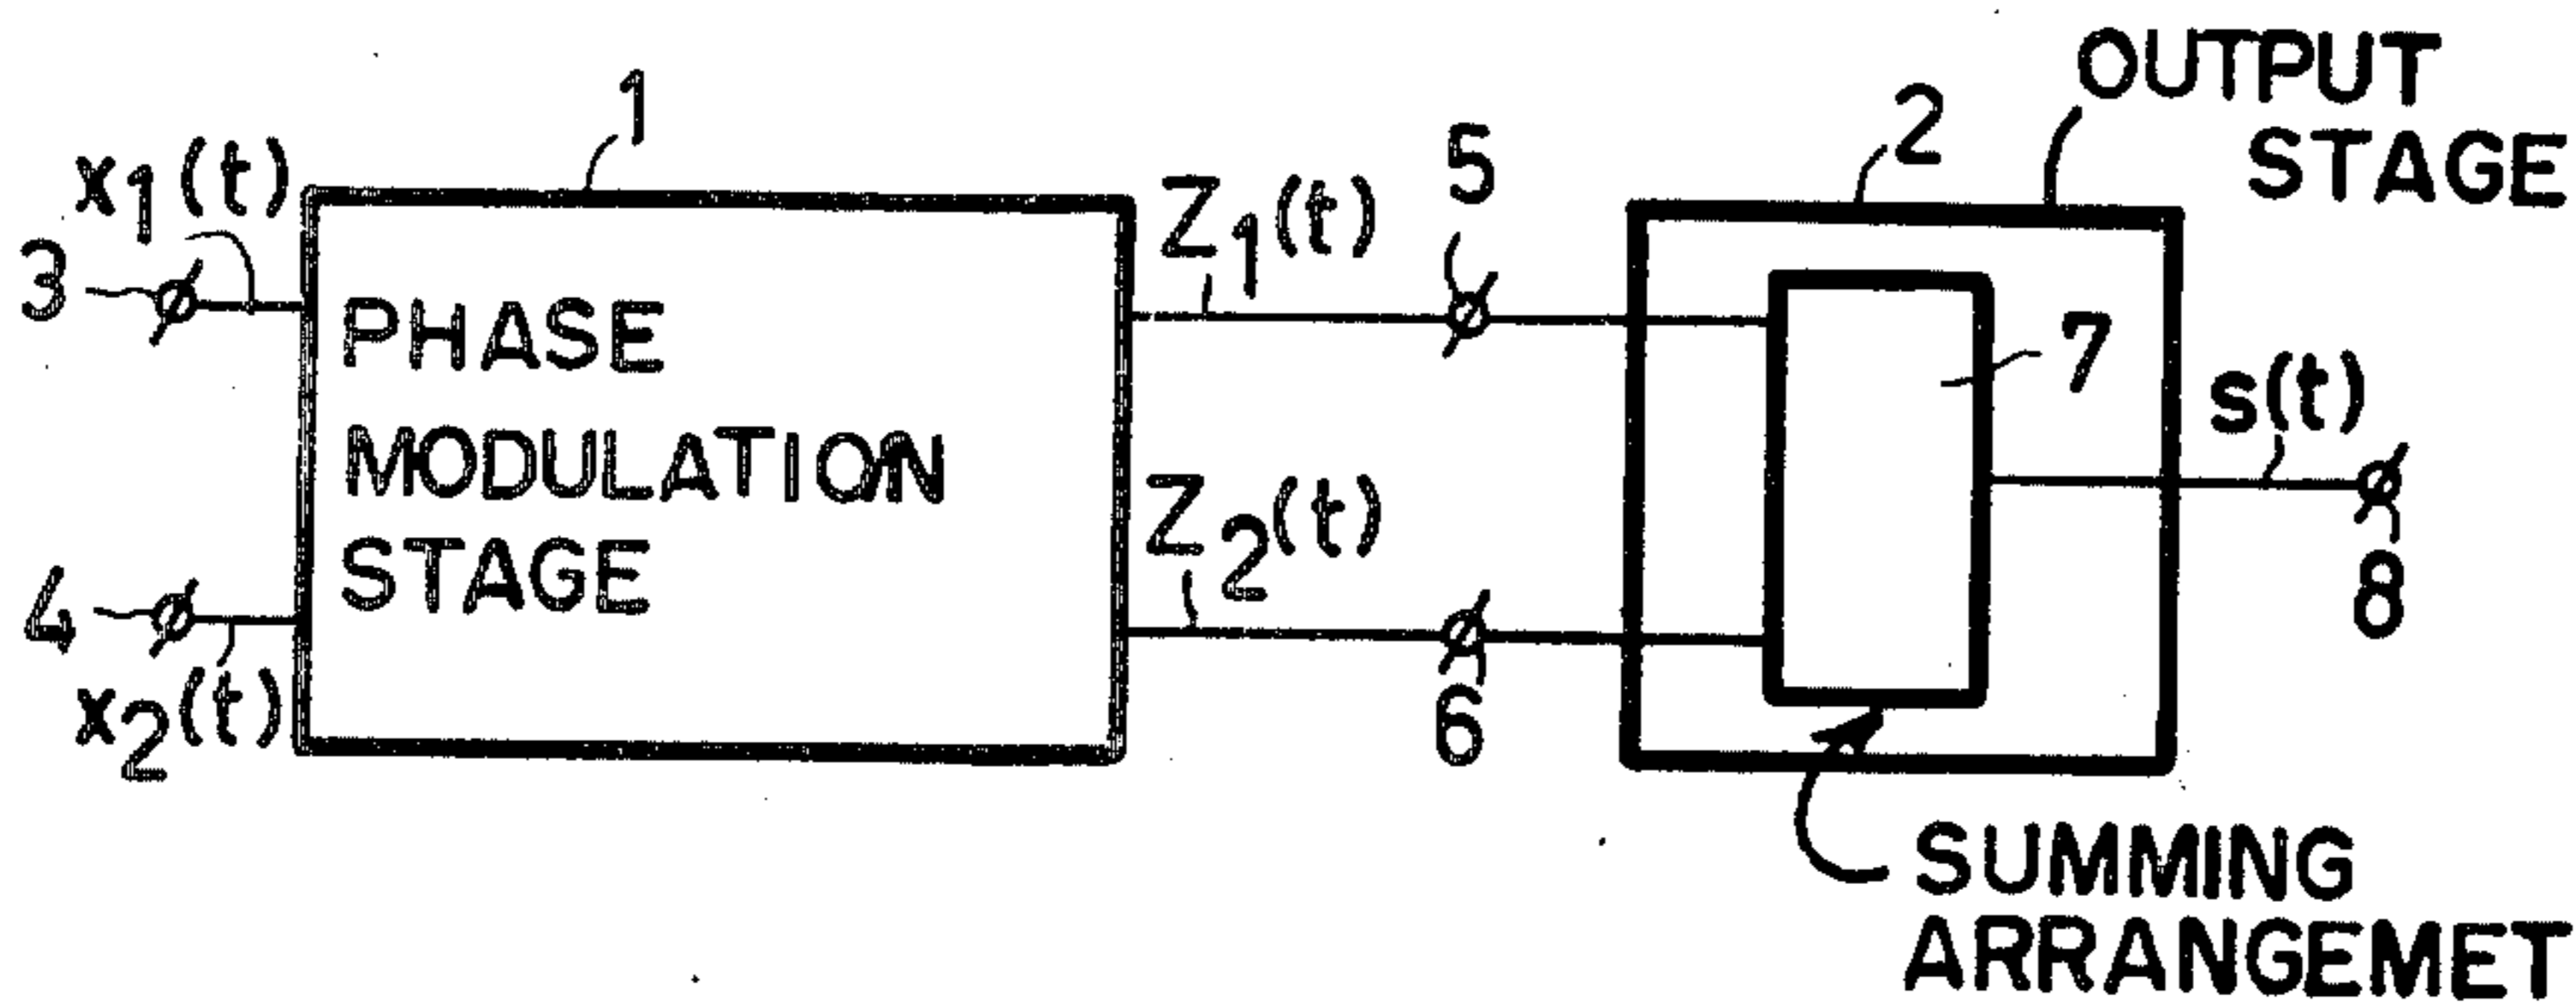 OUTPUT
STAGE
1
2
x1(t)
Z1(t)
5
3
PHASE
MODULATION
STAGE
7
s(t)
Z2(t)
4
x2(t)
6
8
SUMMING
ARRANGEMET